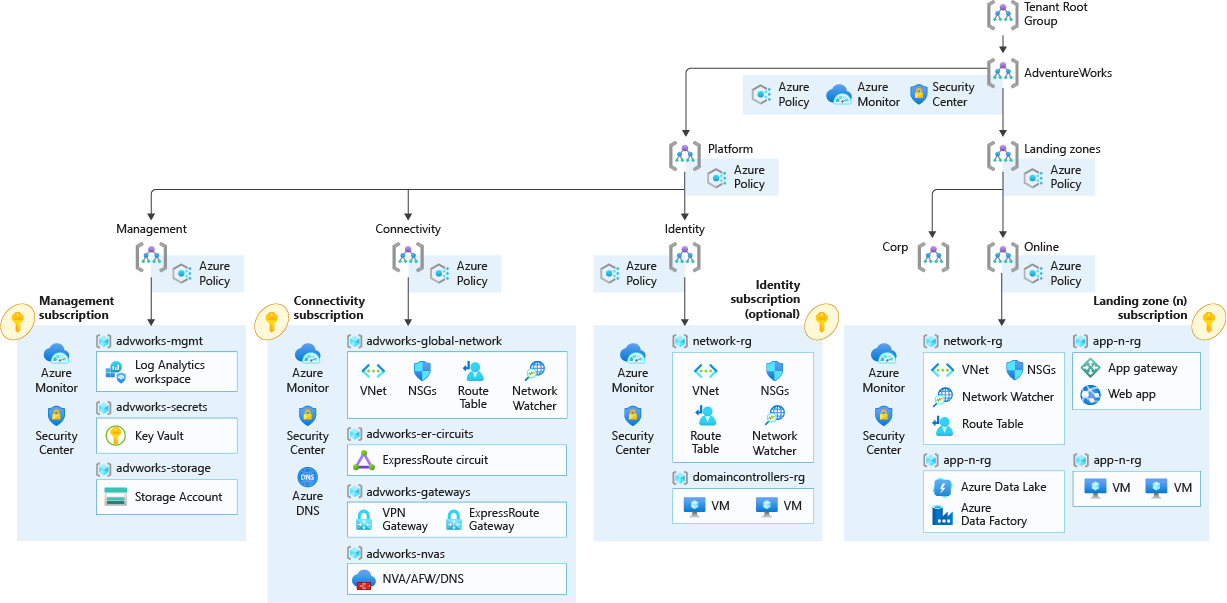 Tenant Root
Group
AdventureWorks
Azure
Policy
Azure
Monitor
Security
Center
Platform
Azure
Policy
Landing zones
Azure
Policy
Management
Azure
Policy
Connectivity
Azure
Policy
Identity
Azure
Policy
Corp
Online
Azure
Policy
Management
subscription
Azure
Monitor
Security
Center
advworks-mgmt
Log Analytics
workspace
advworks-secrets
Key Vault
advworks-storage
Storage Account
Connectivity
subscription
Azure
Monitor
Security
Center
DNS
Azure
DNS
advworks-global-network
VNet
NSGs
Route
Table
Network
Watcher
advworks-er-circuits
ExpressRoute circuit
advworks-gateways
VPN
Gateway
ExpressRoute
Gateway
advworks-nvas
NVA/AFW/DNS
Identity
subscription
(optional)
Azure
Monitor
Security
Center
network-rg
VNet
NSGs
Route
Table
Network
Watcher
domaincontrollers-rg
VM
VM
Landing zone (n)
subscription
Azure
Monitor
Security
Center
network-rg
VNet
NSGs
Network Watcher
Route Table
app-n-rg
App gateway
Web app
app-n-rg
Azure Data Lake
Azure
Data Factory
app-n-rg
VM
VM